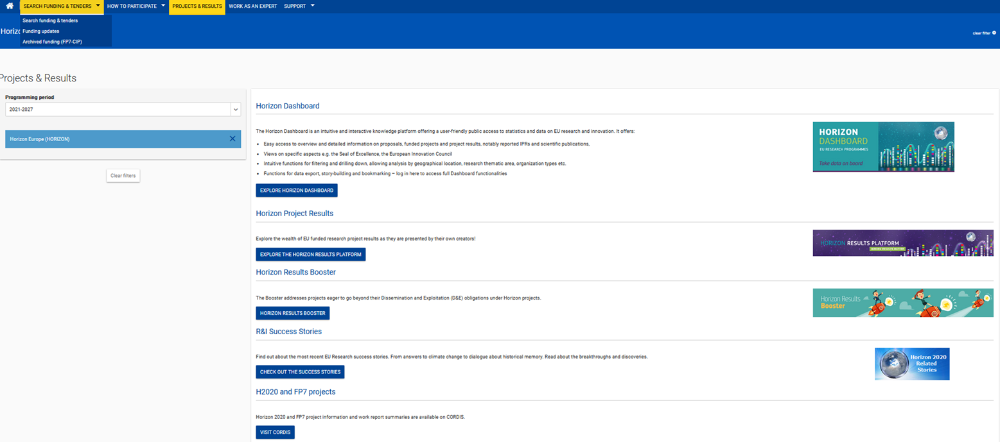 SEARCH FUNDING & TENDERS HOW TO PARTICIPATE PROJECTS & RESULTS WORK AS AN EXPERT SUPPORT
Search funding & tenders
Funding updates
Archived funding (FP7-CIP)
Horizo
clear filter
Projects & Results
Programming period
2021-2027
Horizon Europe (HORIZON)
Clear filters
Horizon Dashboard
The Horizon Dashboard is an intuitive and interactive knowledge platform offering a user-friendly public access to statistics and data on EU research and innovation. It offers:
• Easy access to overview and detailed information on proposals, funded projects and project results, notably reported IPRs and scientific publications,
• Views on specific aspects e.g. the Seal of Excellence, the European Innovation Council
• Intuitive functions for filtering and drilling down, allowing analysis by geographical location, research thematic area, organization types etc.
• Functions for data export, story-building and bookmarking – log in here to access full Dashboard functionalities
EXPLORE HORIZON DASHBOARD
HORIZON
DASHBOARD
EU RESEARCH PROGRAMMES
Take data on board
Horizon Project Results
Explore the wealth of EU funded research project results as they are presented by their own creators!
EXPLORE THE HORIZON RESULTS PLATFORM
HORIZON RESULTS PLATFORM
MAKING RESULTS MATTER
Horizon Results Booster
The Booster addresses projects eager to go beyond their Dissemination and Exploitation (D&E) obligations under Horizon projects.
HORIZON RESULTS BOOSTER
Horizon Results
Booster
R&I Success Stories
Find out about the most recent EU Research success stories. From answers to climate change to dialogue about historical memory. Read about the breakthroughs and discoveries.
CHECK OUT THE SUCCESS STORIES
Horizon 2020
Related
Stories
H2020 and FP7 projects
Horizon 2020 and FP7 project information and work report summaries are available on CORDIS.
VISIT CORDIS